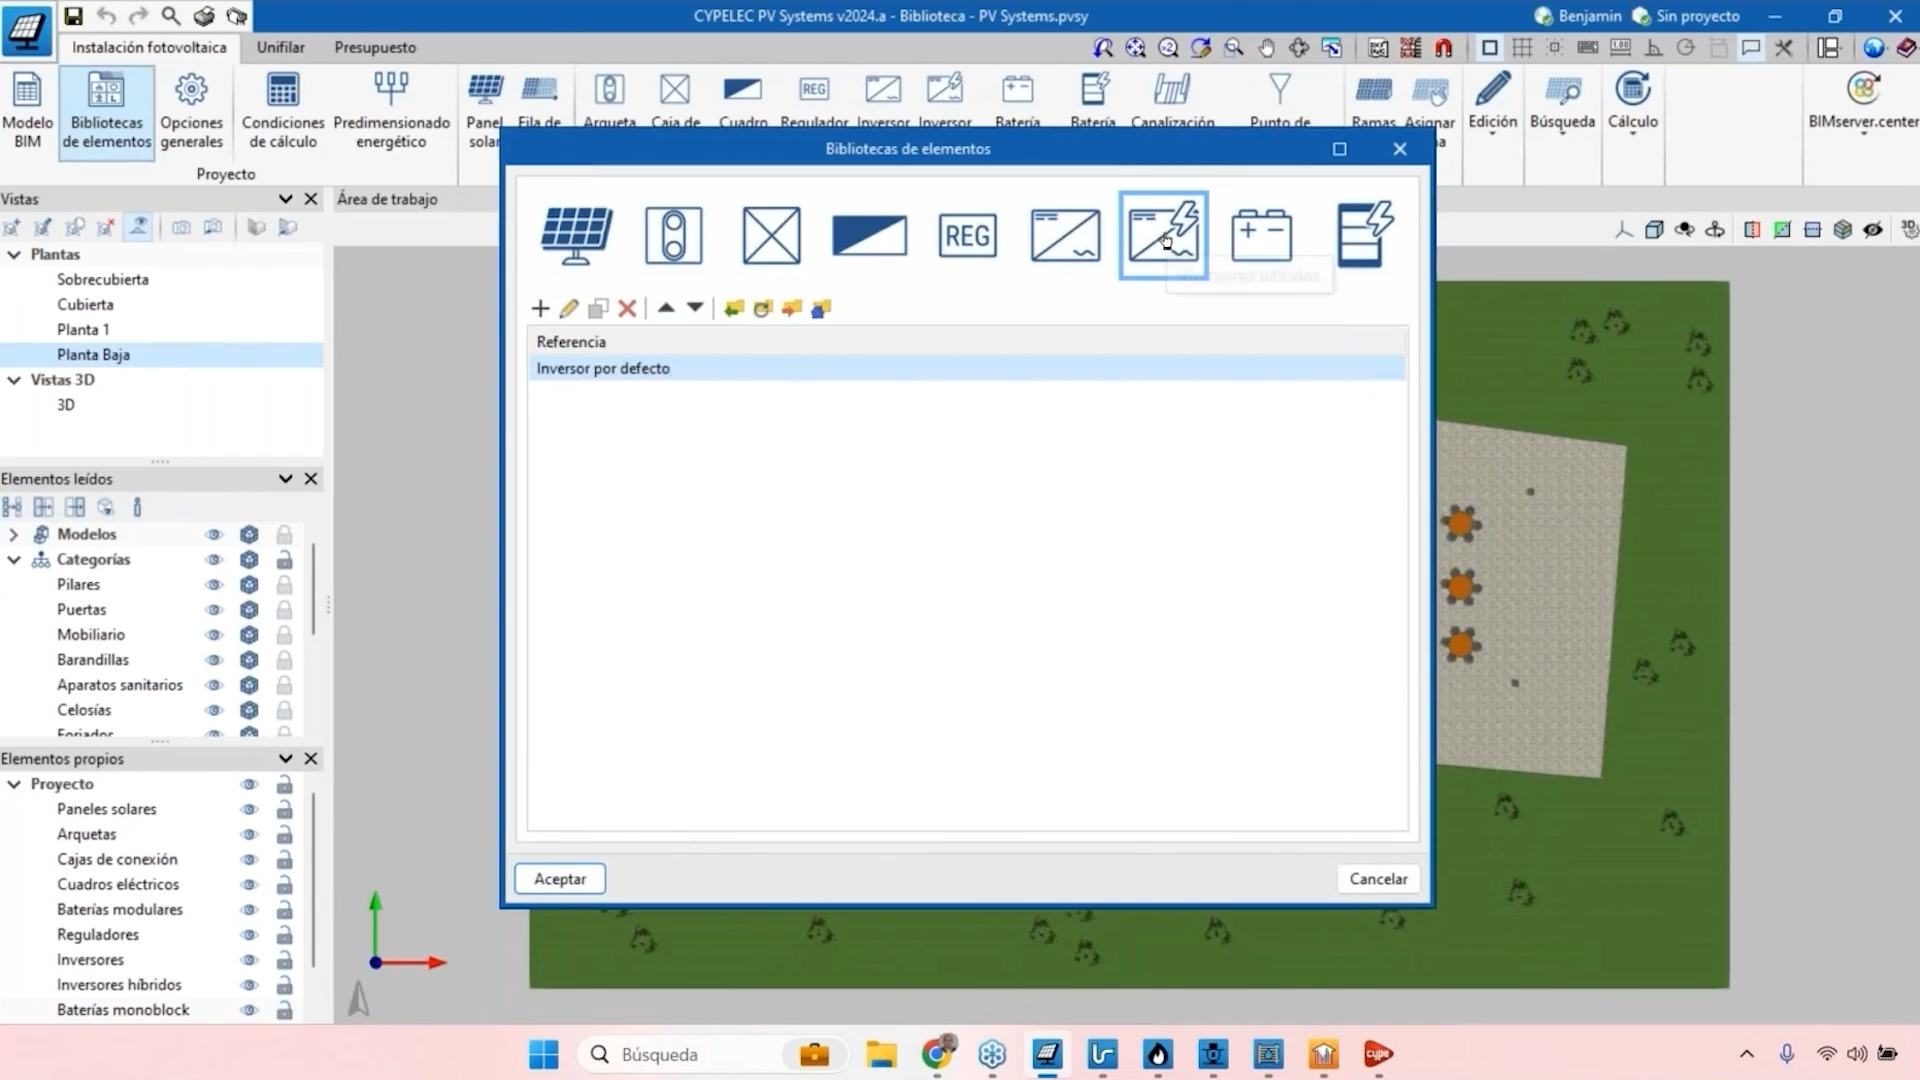 CYPELEC PV Systems v2024.a - Biblioteca - PV Systems.pvsy
Benjamin
Sin proyecto
Instalación fotovoltaica
Unifilar
Presupuesto
Modelo BIM
Bibliotecas de elementos
Opciones generales
Condiciones de cálculo
Predimensionado energético
Panel
Fila de
Arqueta
Caja de
Cuadro
REG
Regulador
Inversor
Inversor
Batería
Batería
Canalización
Punto de
Ramas
Asignar
Edición
Búsqueda
Cálculo
BIMserver.center
Proyecto
Vistas
Área de trabajo
Plantas
Sobrecubierta
Cubierta
Planta 1
Planta Baja
Vistas 3D
3D
Elementos leídos
Modelos
Categorías
Pilares
Puertas
Mobiliario
Barandillas
Aparatos sanitarios
Celosías
Forjados
Elementos propios
Proyecto
Paneles solares
Arquetas
Cajas de conexión
Cuadros eléctricos
Baterías modulares
Reguladores
Inversores
Inversores híbridos
Baterías monoblock
Bibliotecas de elementos
REG
Referencia
Inversor por defecto
Aceptar
Cancelar
Búsqueda
cype